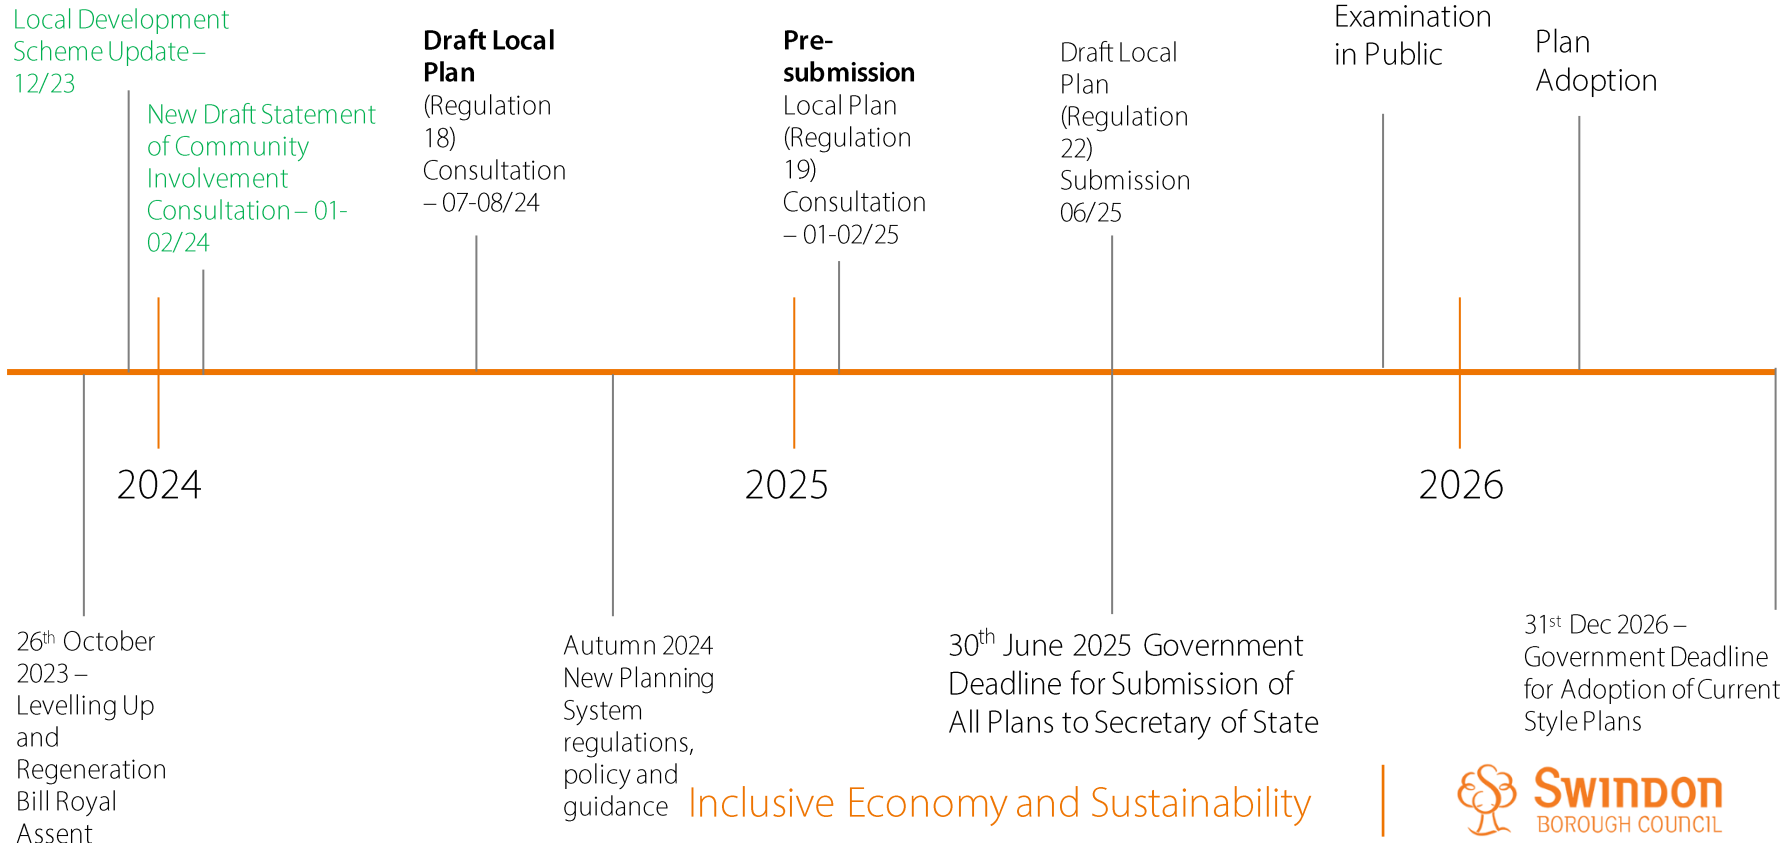 Local Development
Scheme Update – 
12/23
New Draft Statement
of Community
Involvement
Consultation – 01-
02/24
Draft Local
Plan
(Regulation
18)
Consultation
– 07-08/24
Pre-
submission
Local Plan
(Regulation
19)
Consultation
– 01-02/25
Draft Local
Plan
(Regulation
22)
Submission
06/25
Examination
in Public
Plan
Adoption
2024
2025
2026
26th October
2023 –
Levelling Up
and
Regeneration
Bill Royal
Assent
Autumn 2024
New Planning
System
regulations,
policy and
guidance
30th June 2025 Government
Deadline for Submission of
All Plans to Secretary of State
31st Dec 2026 –
Government Deadline
for Adoption of Current
Style Plans
Inclusive Economy and Sustainability
SWINDON
BOROUGH COUNCIL